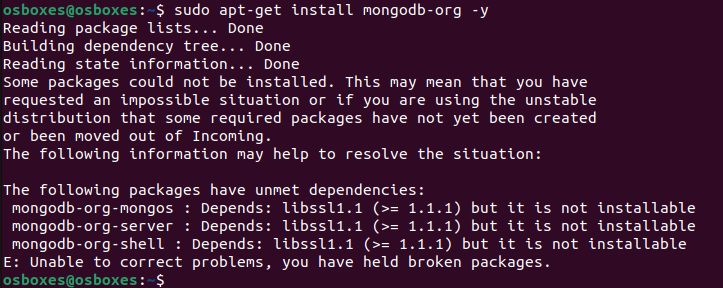 osboxes@osboxes:~$ sudo apt-get install mongodb-org -y
Reading package lists... Done
Building dependency tree... Done
Reading state information... Done
Some packages could not be installed. This may mean that you have
requested an impossible situation or if you are using the unstable
distribution that some required packages have not yet been created
or been moved out of Incoming.
The following information may help to resolve the situation:

The following packages have unmet dependencies:
 mongodb-org-mongos : Depends: libssl1.1 (>= 1.1.1) but it is not installable
 mongodb-org-server : Depends: libssl1.1 (>= 1.1.1) but it is not installable
 mongodb-org-shell : Depends: libssl1.1 (>= 1.1.1) but it is not installable
E: Unable to correct problems, you have held broken packages.
osboxes@osboxes:~$